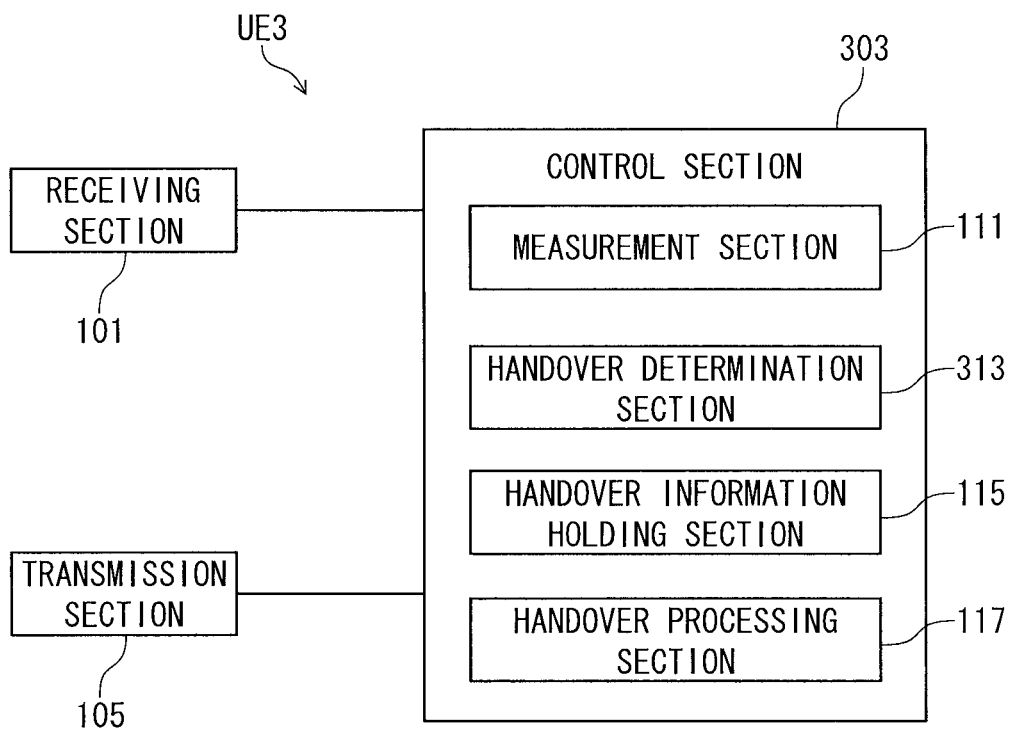 UE3
303
CONTROL SECTION
RECEIVING
SECTION
101
MEASUREMENT SECTION
111
HANDOVER DETERMINATION
SECTION
313
HANDOVER INFORMATION
HOLDING SECTION
115
TRANSMISSION
SECTION
105
HANDOVER PROCESSING
SECTION
117